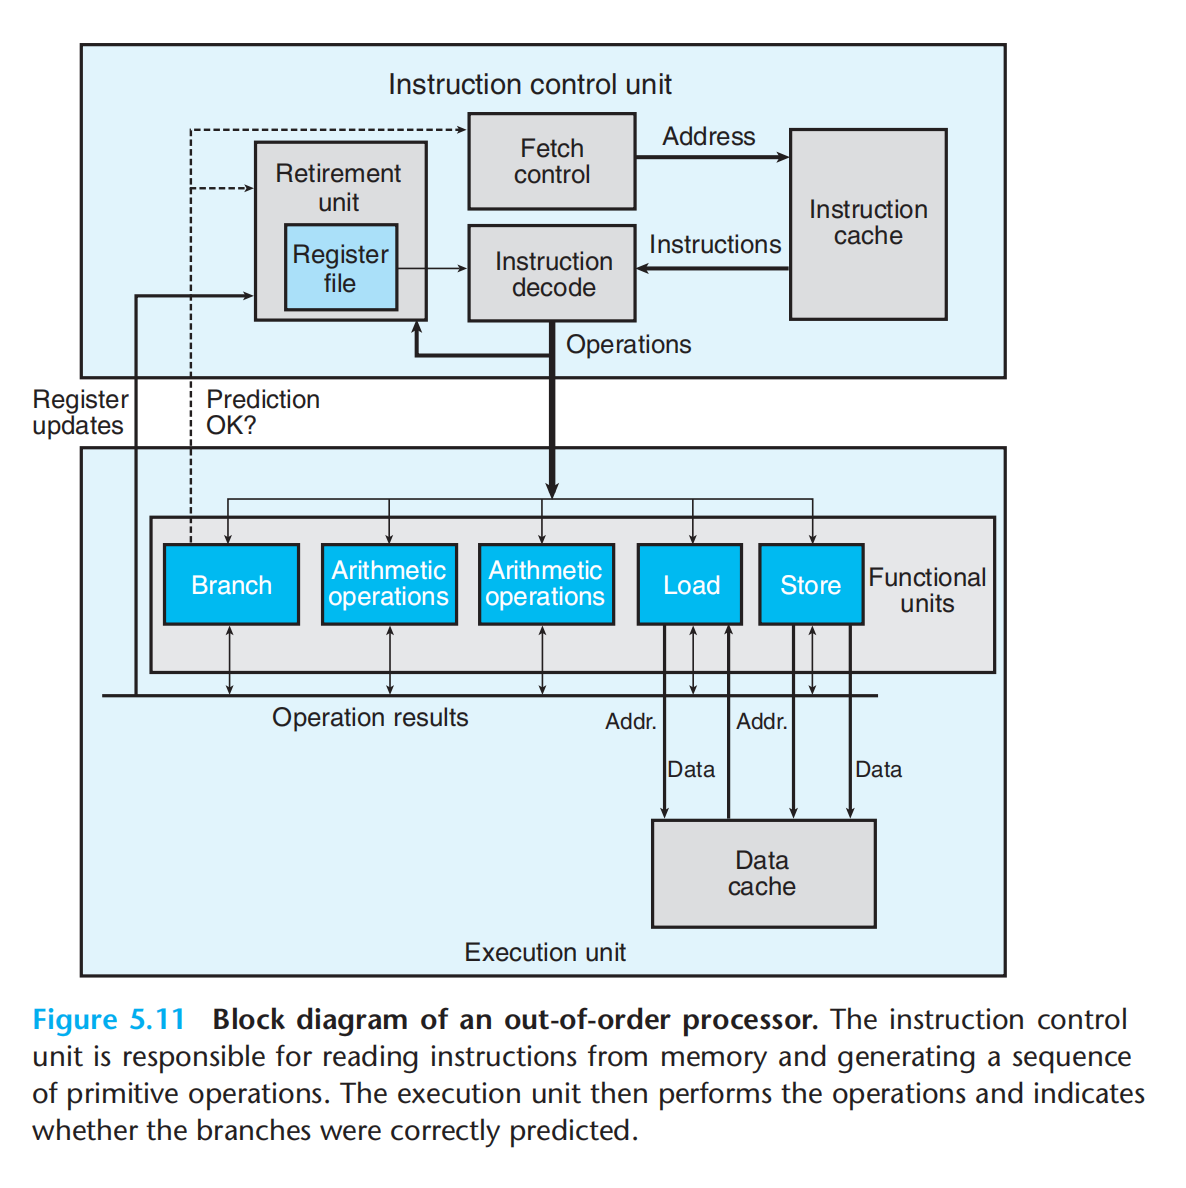 Instruction control unit
Fetch
control
Address
Retirement
unit
Instruction
cache
Register
file
Instruction
decode
Instructions
Operations
Register
updates
Prediction
OK?
Branch
Arithmetic
operations
Arithmetic
operations
Load
Store
Functional
units
Operation results
Addr.
Addr.
Data
Data
Data
cache
Execution unit
Figure 5.11 Block diagram of an out-of-order processor. The instruction control
unit is responsible for reading instructions from memory and generating a sequence
of primitive operations. The execution unit then performs the operations and indicates
whether the branches were correctly predicted.